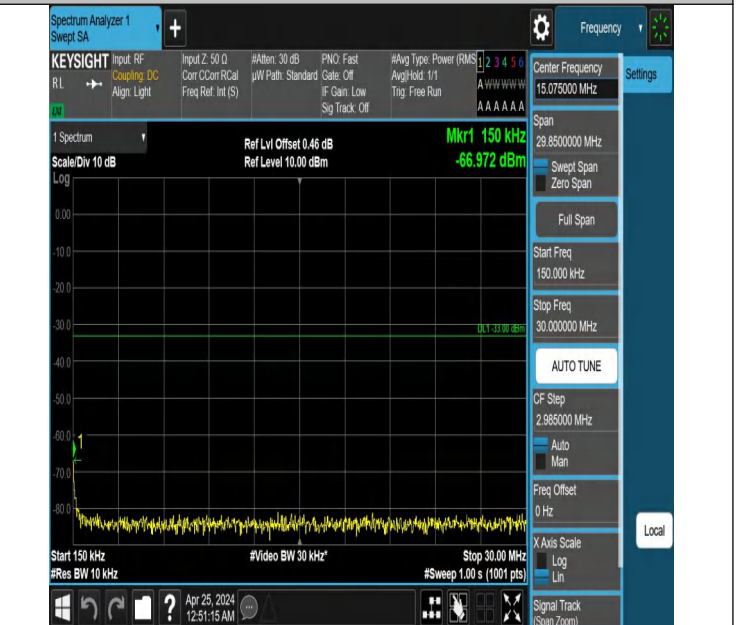 Spectrum Analyzer 1
Swept SA
+
Frequency
KEYSIGHT
RL
Input: RF
Coupling: DC
Align: Light
Input Z: 50 Ω
Corr CCorr RCal
Freq Ref: Int (S)
#Atten: 30 dB
µW Path: Standard
PNO: Fast
Gate: Off
IF Gain: Low
Sig Track: Off
#Avg Type: Power (RMS
Avg|Hold: 1/1
Trig: Free Run
1 2 3 4 5 6
A W W W W W
A A A A A A
1 Spectrum
Scale/Div 10 dB
Log
Ref Lvl Offset 0.46 dB
Ref Level 10.00 dBm
Mkr1 150 kHz
-66.972 dBm
0.00
-10.0
-20.0
-30.0
-40.0
-50.0
-60.0
-70.0
-80.0
DL1 -33.00 dBm
1
Start 150 kHz
#Res BW 10 kHz
#Video BW 30 kHz*
Stop 30.00 MHz
#Sweep 1.00 s (1001 pts)
?
Apr 25, 2024
12:51:15 AM
Center Frequency
15.075000 MHz
Settings
Span
29.8500000 MHz
Swept Span
Zero Span
Full Span
Start Freq
150.000 kHz
Stop Freq
30.000000 MHz
AUTO TUNE
CF Step
2.985000 MHz
Auto
Man
Freq Offset
0 Hz
X Axis Scale
Log
Lin
Signal Track
(Span Zoom)
Local